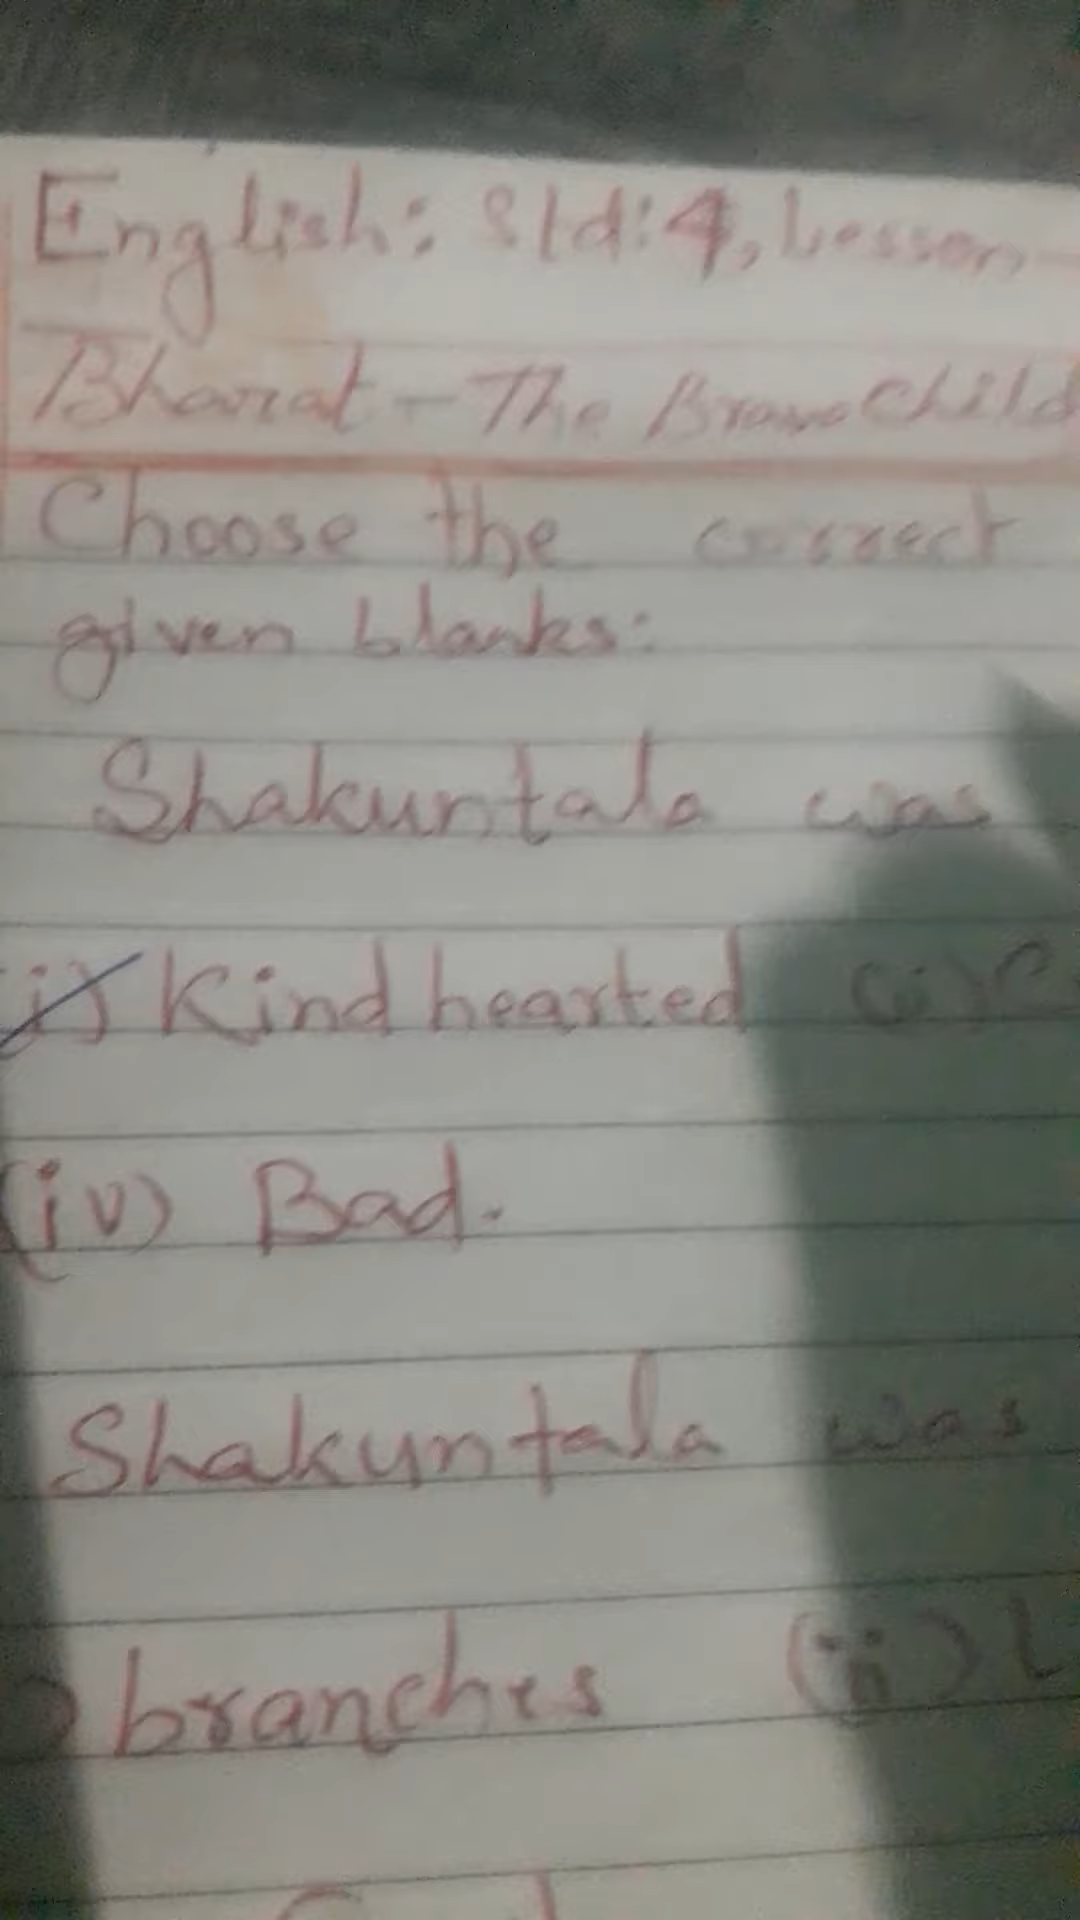 English: Std: 4, Lesson-
Bharat - The Brave Child
Choose the correct
given blanks:
Shakuntala was
i) Kind hearted
(iv) Bad.
Shakuntala was
branches (ii)